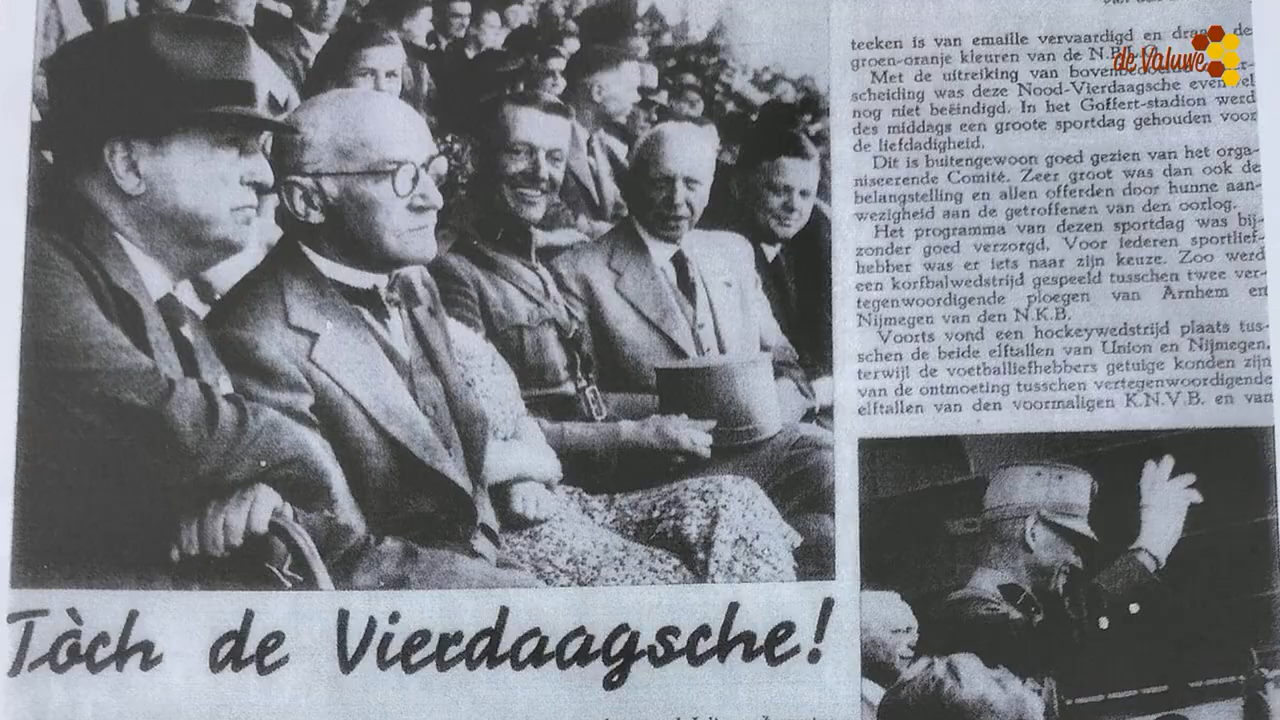 de Valuwe
teeken is van emaille vervaardigd en draagt de
groen-oranje kleuren van de
Met de uitreiking van
scheiding was deze Nood-Vierdaagsche evenwel
nog niet beëindigd. In het Goffert-stadion werd
des middags een groote sportdag gehouden voor
de liefdadigheid.
Dit is buitengewoon goed gezien van het orga-
niseerende Comité. Zeer groot was dan ook de
belangstelling en allen offerden door hunne aan-
wezigheid aan de getroffenen van den oorlog.
Het programma van dezen sportdag was bij-
zonder goed verzorgd. Voor iederen sportlief-
hebber was er iets naar zijn keuze. Zoo werd
een korfbalwedstrijd gespeeld tusschen twee ver-
tegenwoordigende ploegen van Arnhem en
Nijmegen van den N.K.B.
Voorts vond een hockeywedstrijd plaats tus-
schen de beide elftallen van Union en Nijmegen,
terwijl de voetballiefhebbers getuige konden zijn
van de ontmoeting tusschen vertegenwoordigende
elftallen van den voormaligen K.N.V.B. en van
Tòch de Vierdaagsche!